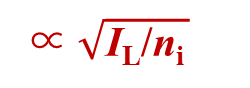 ∝ √I_L/n_i